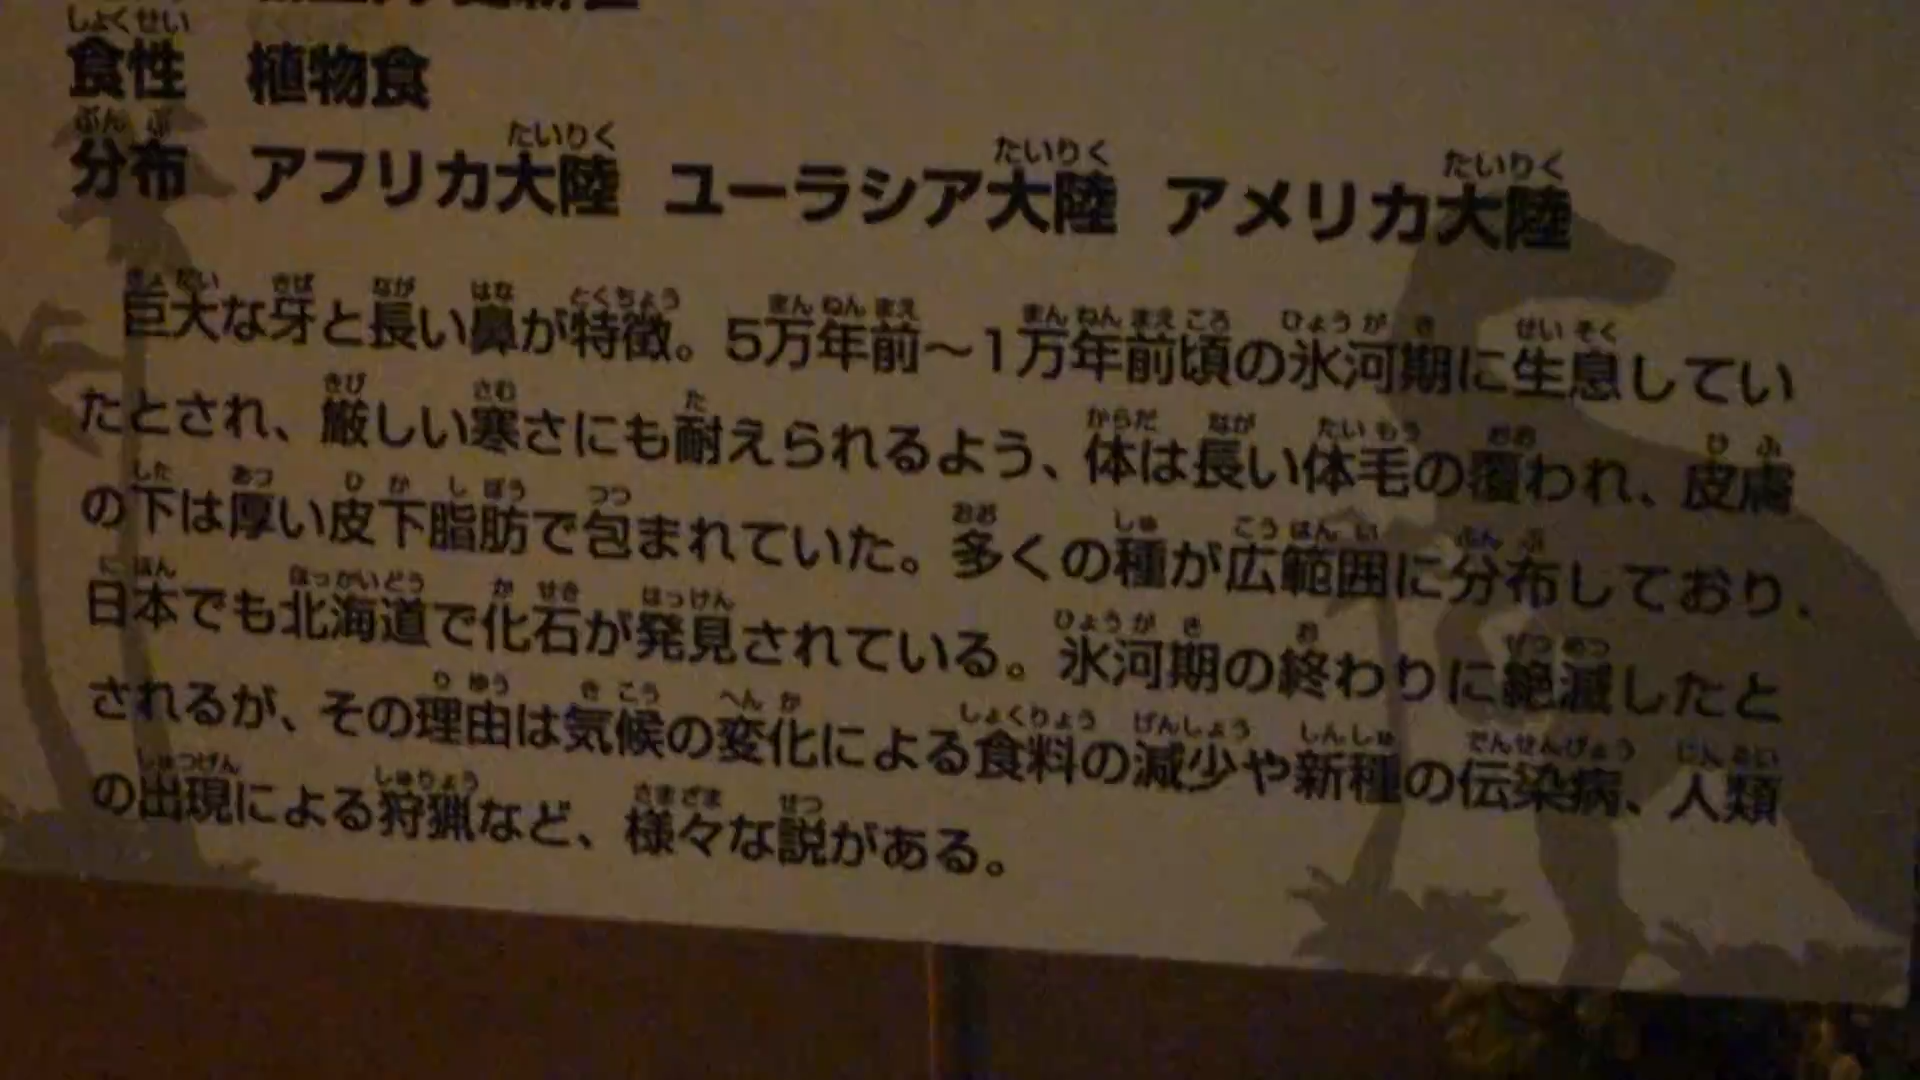 食性 植物食
分布 アフリカ大陸 ユーラシア大陸 アメリカ大陸
巨大な牙と長い鼻が特徴。5万年前〜1万年前頃の氷河期に生息してい
たとされ、厳しい寒さにも耐えられるよう、体は長い体毛の覆われ、皮膚
の下は厚い皮下脂肪で包まれていた。多くの種が広範囲に分布しており、
日本でも北海道で化石が発見されている。氷河期の終わりに絶滅したと
されるが、その理由は気候の変化による食料の減少や新種の伝染病、人類
の出現による狩猟など、様々な説がある。